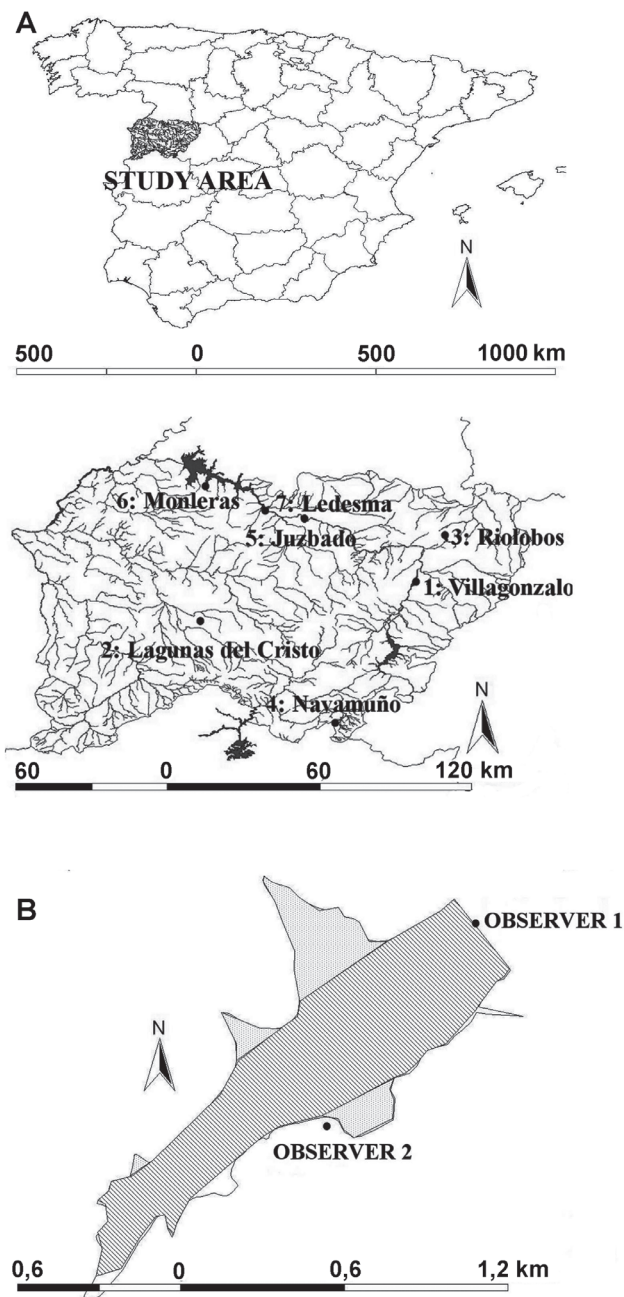 A
STUDY AREA
N
500 0 500 1000 km
6: Monleras
7: Ledesma
5: Juzbado
3: Riolobos
1: Villagonzalo
2: Lagunas del Cristo
4: Navamuño
N
60 0 60 120 km
B
OBSERVER 1
N
OBSERVER 2
0,6 0 0,6 1,2 km